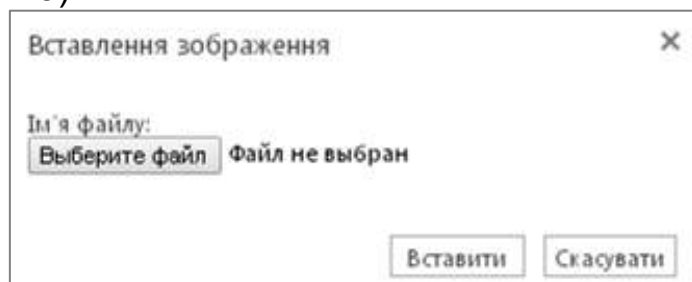 Вставлення зображення ×
Ім'я файлу:
Выберите файл Файл не выбран
Вставити Скасувати